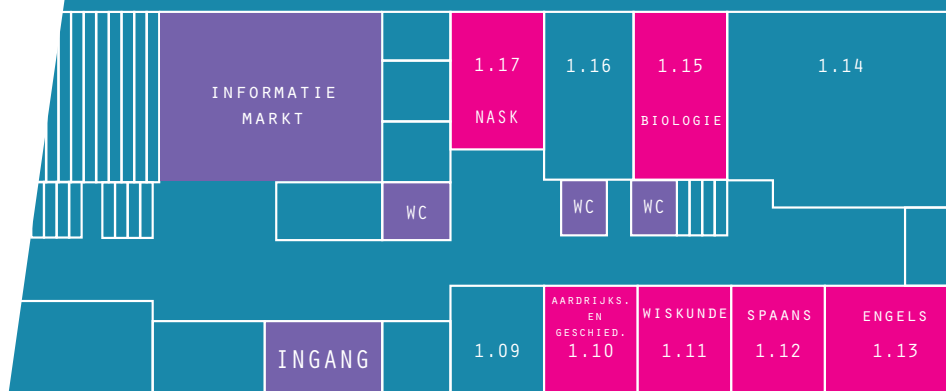 INFORMATIE
MARKT
1.17
NASK
1.16
1.15
BIOLOGIE
1.14
WC
WC
WC
INGANG
1.09
AARDRIJKS.
EN
GESCHIED.
1.10
WISKUNDE
1.11
SPAANS
1.12
ENGELS
1.13